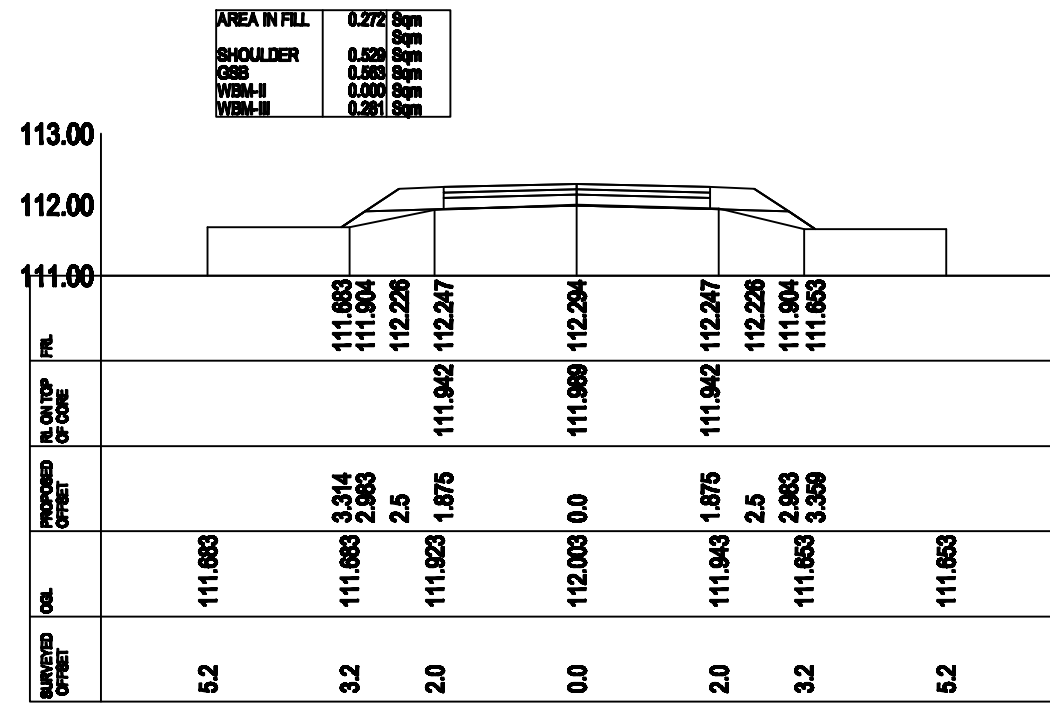 AREA IN FILL 0.272 Sqm
Sqm
SHOULDER 0.529 Sqm
GSB 0.563 Sqm
WBM-II 0.000 Sqm
WBM-III 0.281 Sqm
113.00
112.00
111.00
FRL 111.683 111.904 112.226 112.247 112.294 112.247 112.226 111.904 111.653
RL ON TOP
OF CORE
111.942 111.989 111.942
PROPOSED
OFFSET
3.314 2.983 2.5 1.875 0.0 1.875 2.5 2.983 3.359
OGL 111.683 111.683 111.923 112.003 111.943 111.653 111.653
SURVEYED
OFFSET
5.2 3.2 2.0 0.0 2.0 3.2 5.2